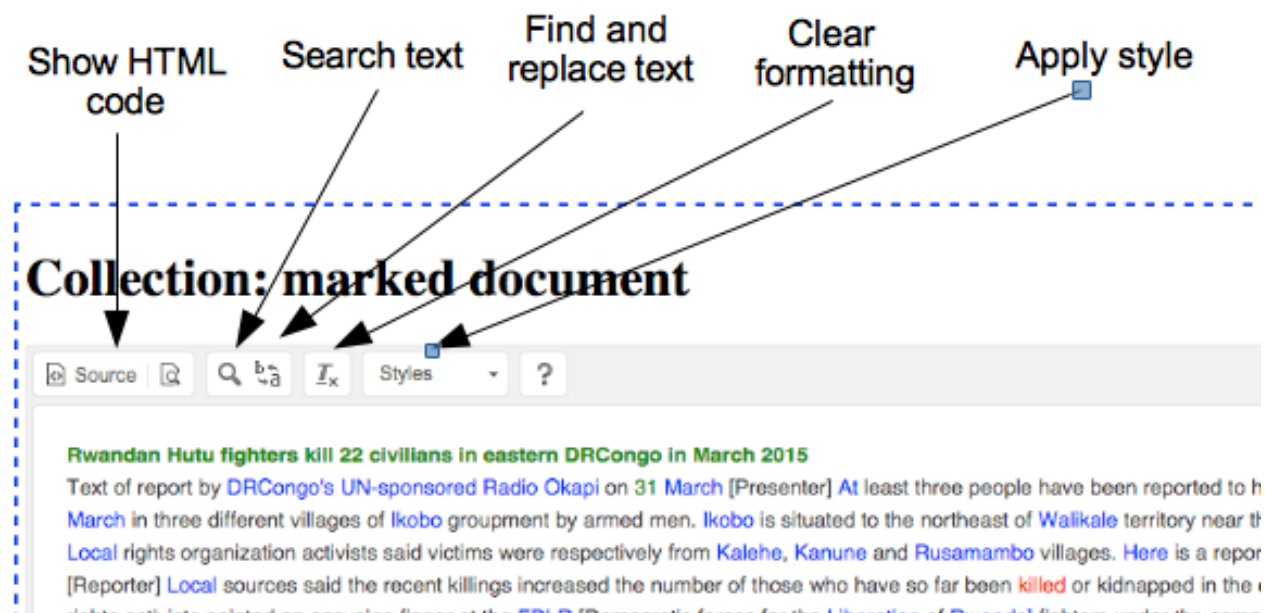 Show HTML
code
Search text
Find and
replace text
Clear
formatting
Apply style
Collection: marked document
Source
Styles
?
Rwandan Hutu fighters kill 22 civilians in eastern DRCongo in March 2015
Text of report by DRCongo's UN-sponsored Radio Okapi on 31 March [Presenter] At least three people have been reported to h
March in three different villages of Ikobo groupment by armed men. Ikobo is situated to the northeast of Walikale territory near th
Local rights organization activists said victims were respectively from Kalehe, Kanune and Rusamambo villages. Here is a repor
[Reporter] Local sources said the recent killings increased the number of those who have so far been killed or kidnapped in the